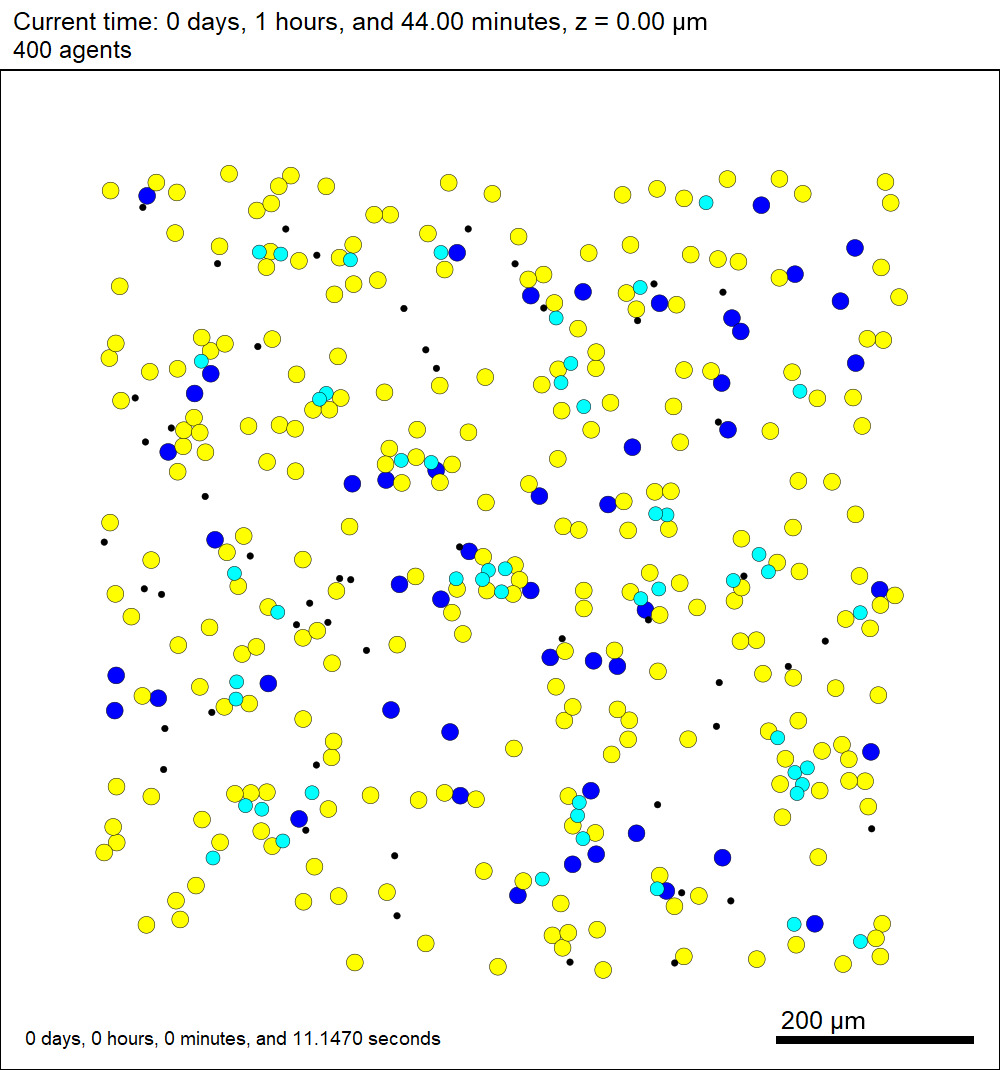 Current time: 0 days, 1 hours, and 44.00 minutes, z = 0.00 µm
400 agents
200 µm
0 days, 0 hours, 0 minutes, and 11.1470 seconds